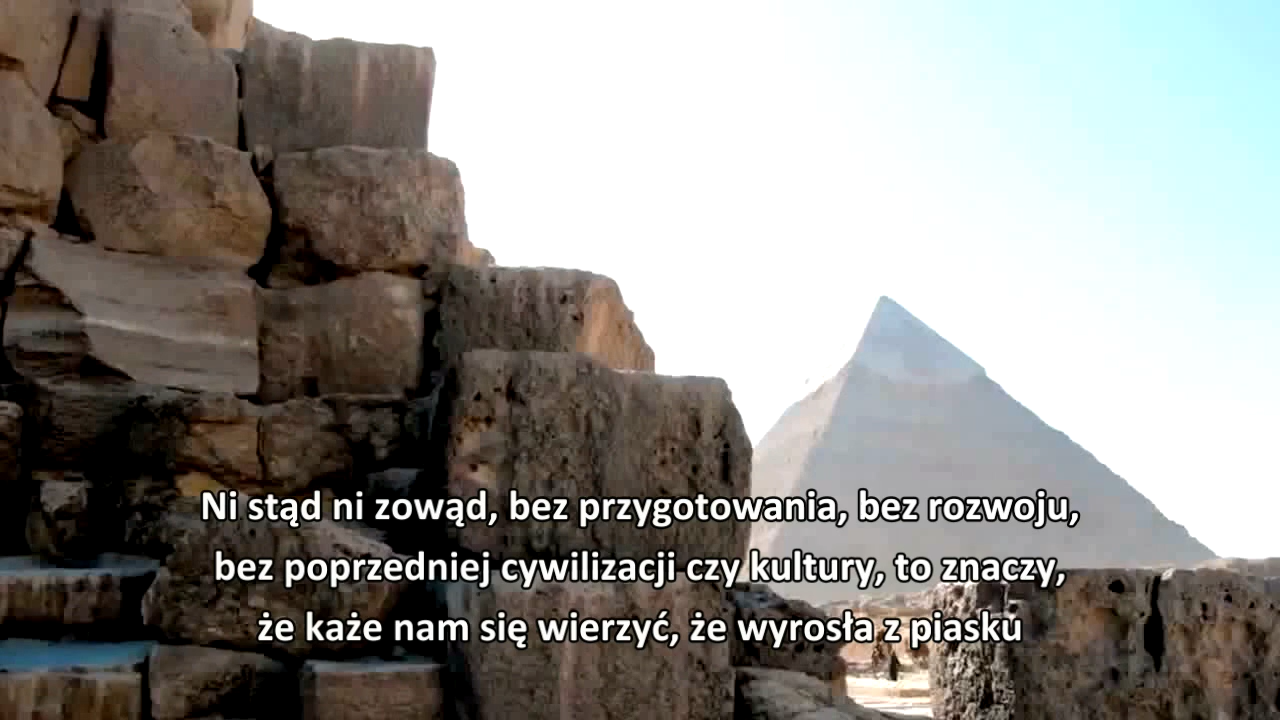 Ni stąd ni zowąd, bez przygotowania, bez rozwoju,
bez poprzedniej cywilizacji czy kultury, to znaczy,
że każe nam się wierzyć, że wyrosła z piasku